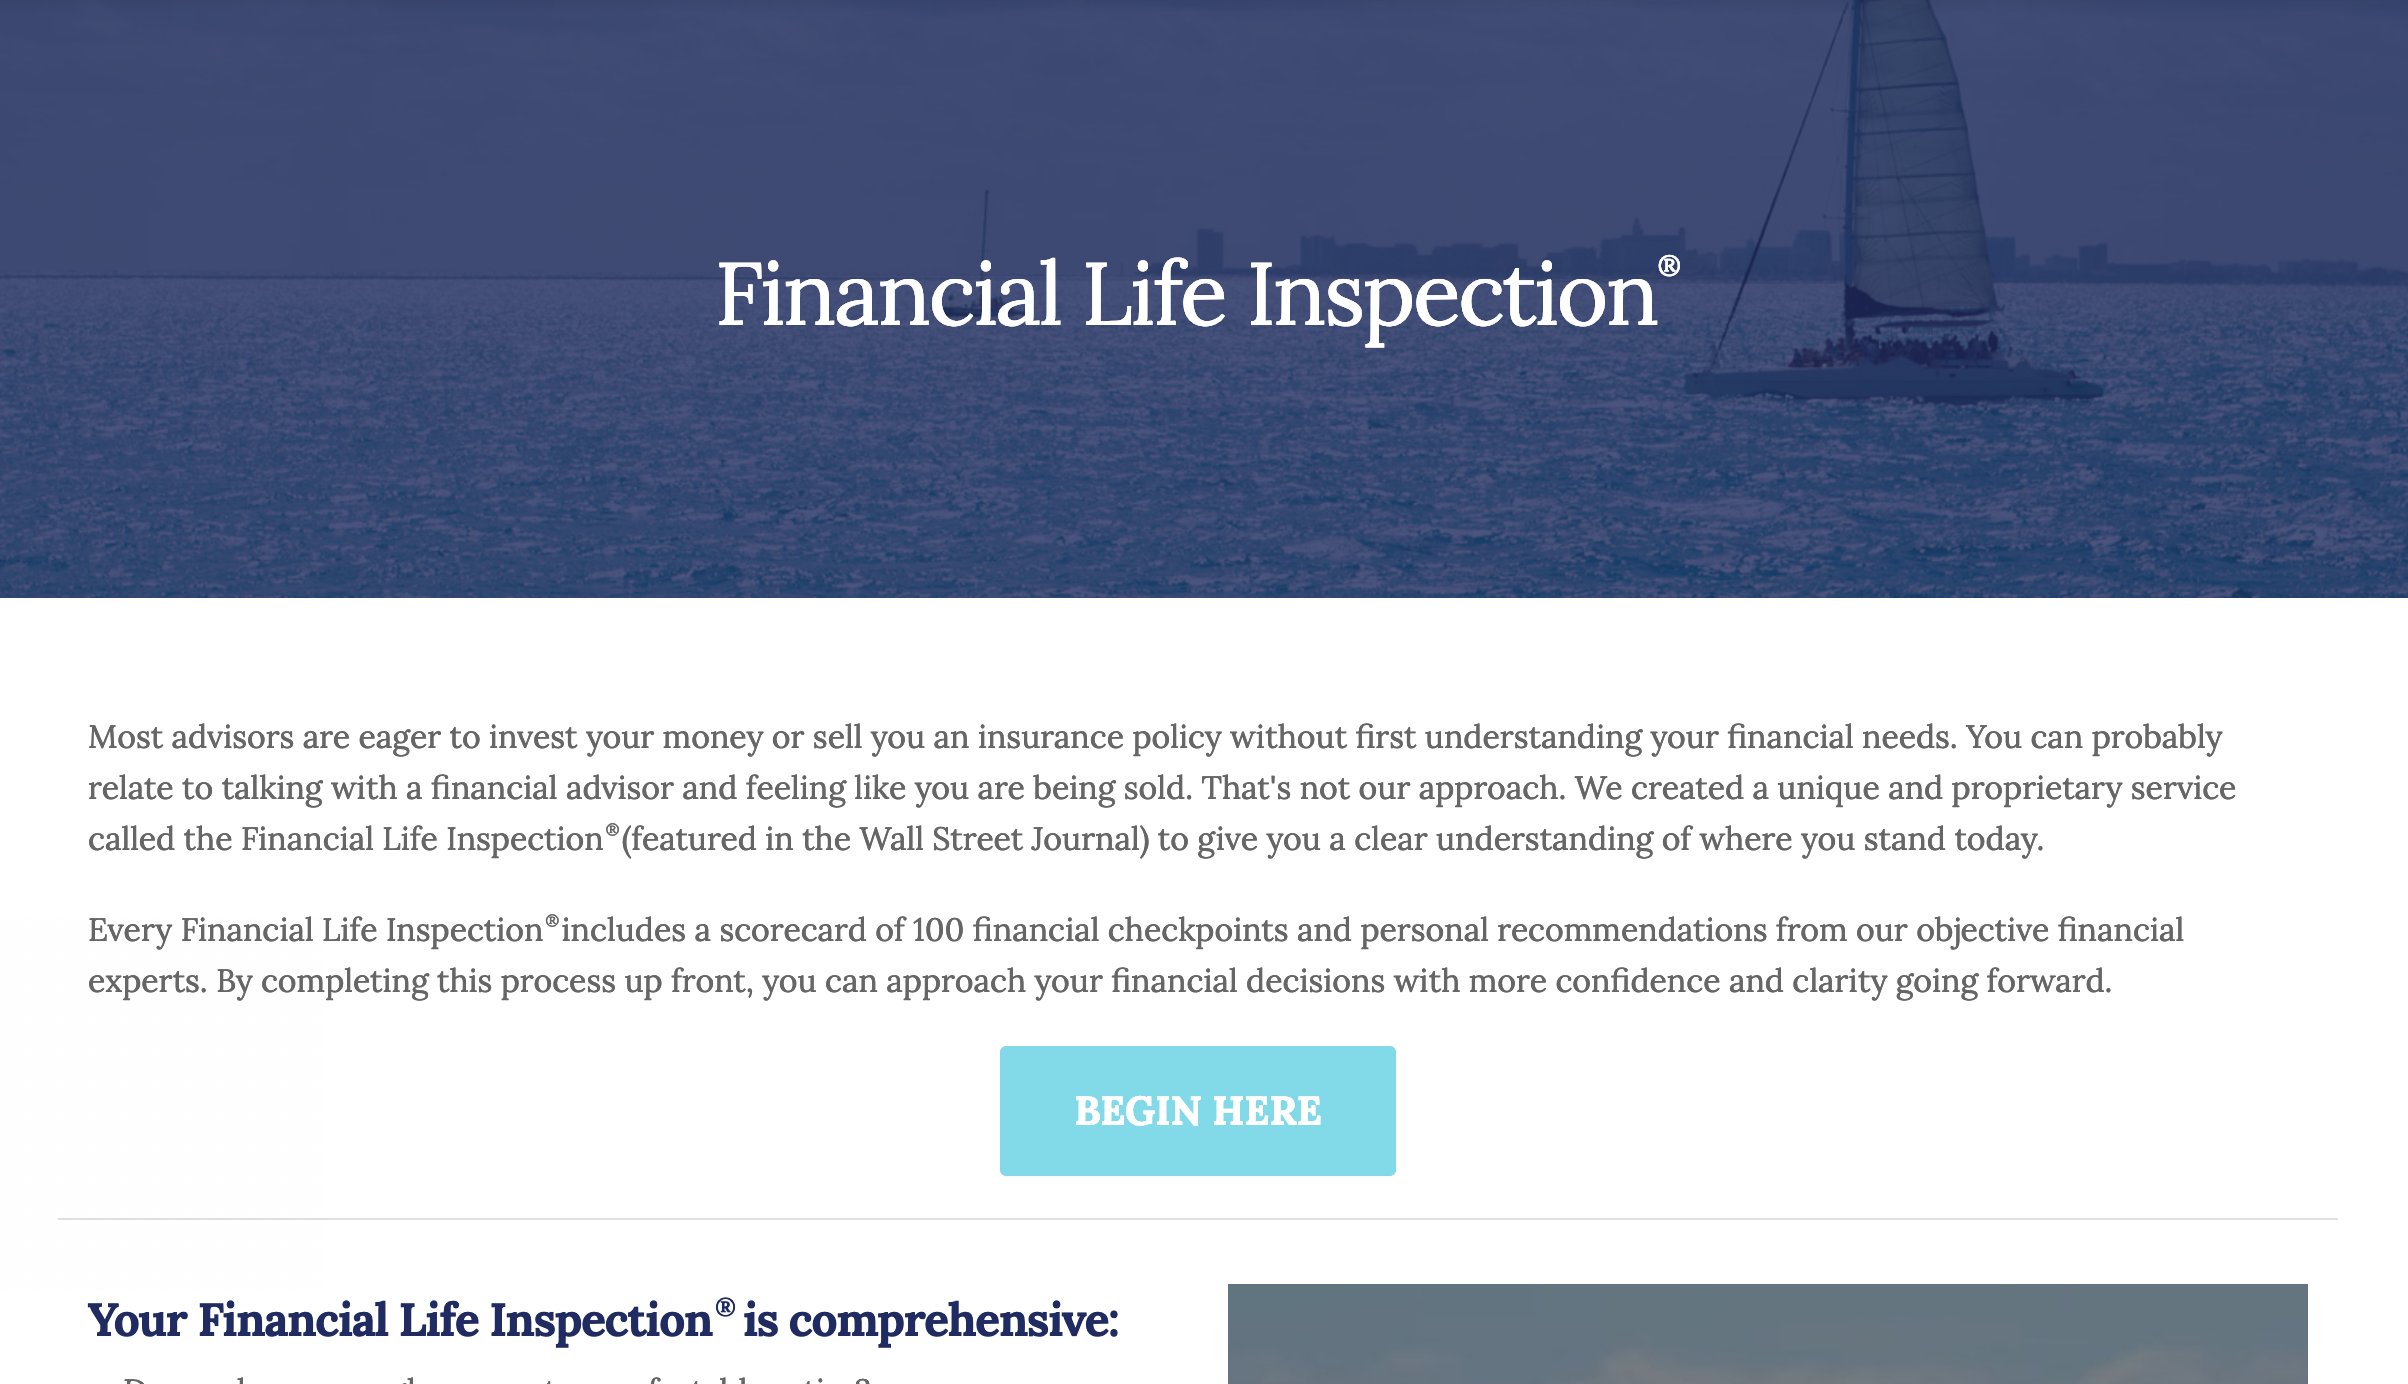 Financial Life Inspection®
Most advisors are eager to invest your money or sell you an insurance policy without first understanding your financial needs. You can probably
relate to talking with a financial advisor and feeling like you are being sold. That's not our approach. We created a unique and proprietary service
called the Financial Life Inspection®(featured in the Wall Street Journal) to give you a clear understanding of where you stand today.
Every Financial Life Inspection®includes a scorecard of 100 financial checkpoints and personal recommendations from our objective financial
experts. By completing this process up front, you can approach your financial decisions with more confidence and clarity going forward.
BEGIN HERE
Your Financial Life Inspection® is comprehensive: